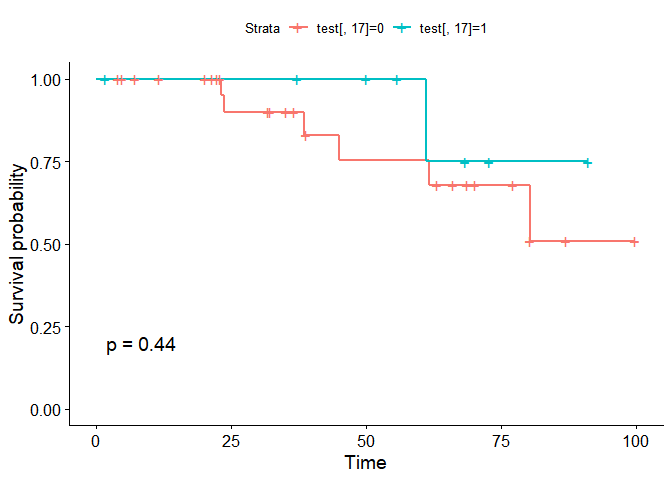 Strata test[, 17]=0 test[, 17]=1
Survival probability
1.00
0.75
0.50
0.25
0.00
p = 0.44
0 25 50 75 100
Time